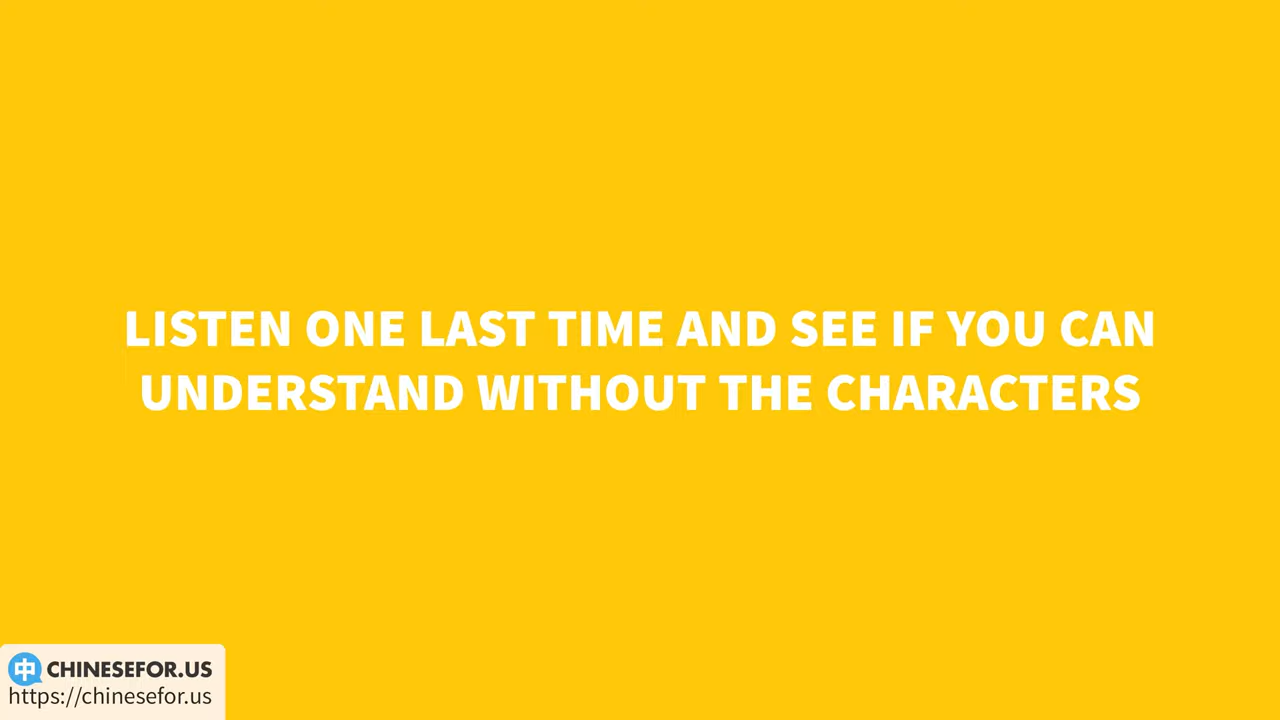 LISTEN ONE LAST TIME AND SEE IF YOU CAN
UNDERSTAND WITHOUT THE CHARACTERS
中 CHINESEFOR.US
https://chinesefor.us